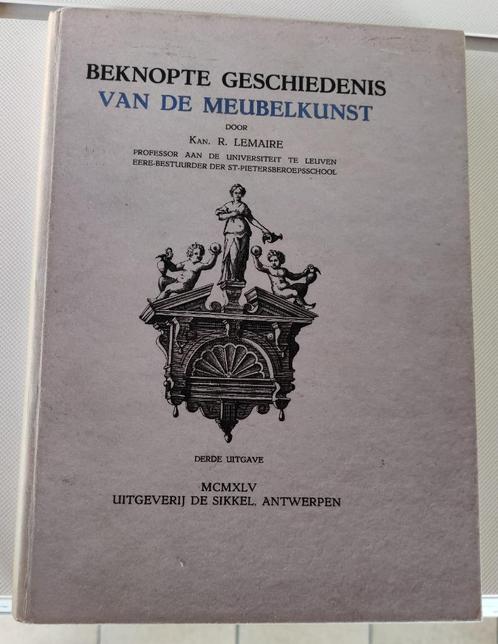 BEKNOPTE GESCHIEDENIS
VAN DE MEUBELKUNST
DOOR
KAN. R. LEMAIRE
PROFESSOR AAN DE UNIVERSITEIT TE LEUVEN
EERE-BESTUURDER DER ST-PIETERSBEROEPSSCHOOL
DERDE UITGAVE
MCMXLV
UITGEVERIJ DE SIKKEL, ANTWERPEN